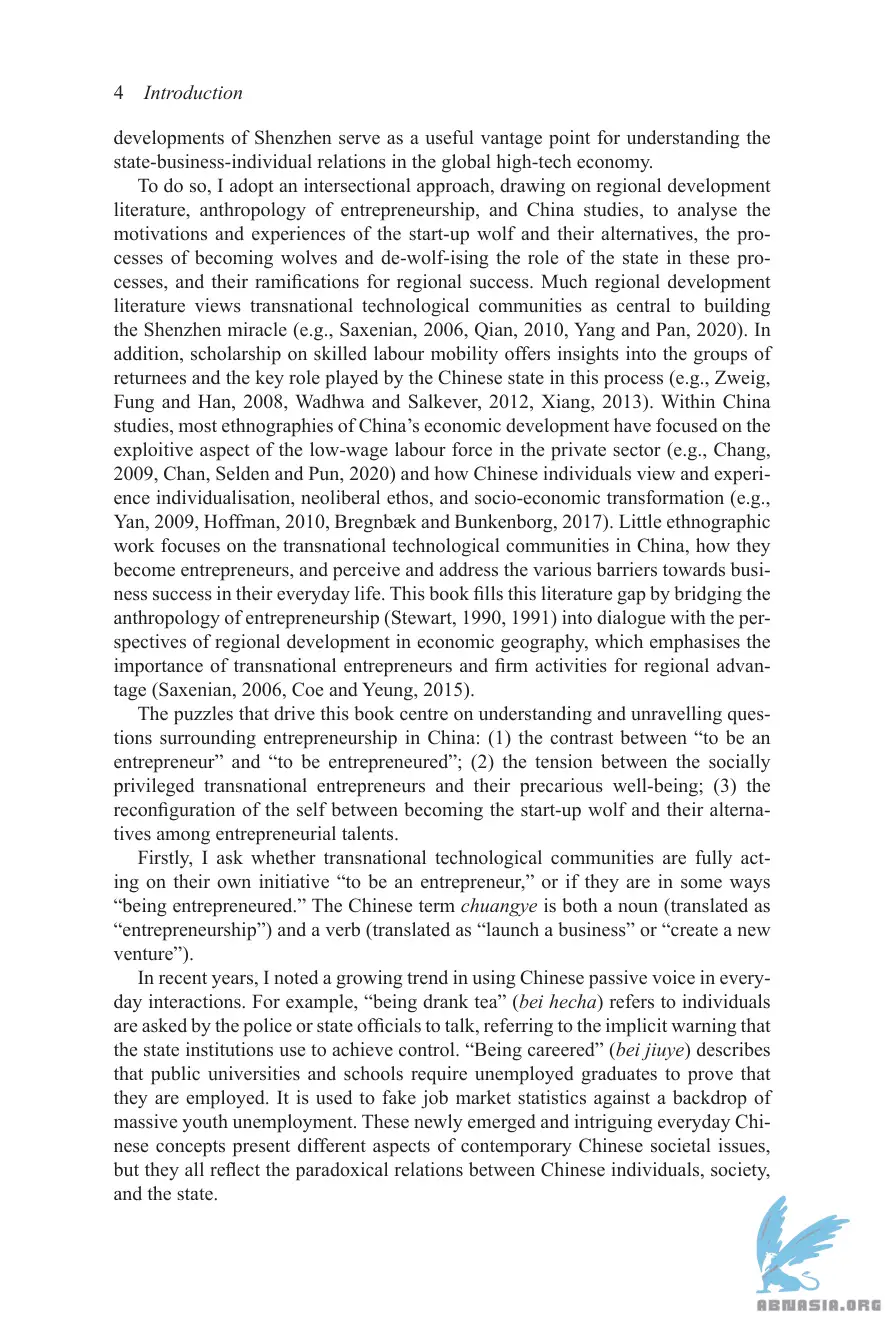 4 Introduction
developments of Shenzhen serve as a useful vantage point for understanding the
state-business-individual relations in the global high-tech economy.
To do so, I adopt an intersectional approach, drawing on regional development
literature, anthropology of entrepreneurship, and China studies, to analyse the
motivations and experiences of the start-up wolf and their alternatives, the pro-
cesses of becoming wolves and de-wolf-ising the role of the state in these pro-
cesses, and their ramifications for regional success. Much regional development
literature views transnational technological communities as central to building
the Shenzhen miracle (e.g., Saxenian, 2006, Qian, 2010, Yang and Pan, 2020). In
addition, scholarship on skilled labour mobility offers insights into the groups of
returnees and the key role played by the Chinese state in this process (e.g., Zweig,
Fung and Han, 2008, Wadhwa and Salkever, 2012, Xiang, 2013). Within China
studies, most ethnographies of China's economic development have focused on the
exploitive aspect of the low-wage labour force in the private sector (e.g., Chang,
2009, Chan, Selden and Pun, 2020) and how Chinese individuals view and experi-
ence individualisation, neoliberal ethos, and socio-economic transformation (e.g.,
Yan, 2009, Hoffman, 2010, Bregnbæk and Bunkenborg, 2017). Little ethnographic
work focuses on the transnational technological communities in China, how they
become entrepreneurs, and perceive and address the various barriers towards busi-
ness success in their everyday life. This book fills this literature gap by bridging the
anthropology of entrepreneurship (Stewart, 1990, 1991) into dialogue with the per-
spectives of regional development in economic geography, which emphasises the
importance of transnational entrepreneurs and firm activities for regional advan-
tage (Saxenian, 2006, Coe and Yeung, 2015).
The puzzles that drive this book centre on understanding and unravelling ques-
tions surrounding entrepreneurship in China: (1) the contrast between “to be an
entrepreneur” and “to be entrepreneured”; (2) the tension between the socially
privileged transnational entrepreneurs and their precarious well-being; (3) the
reconfiguration of the self between becoming the start-up wolf and their alterna-
tives among entrepreneurial talents.
Firstly, I ask whether transnational technological communities are fully act-
ing on their own initiative “to be an entrepreneur,” or if they are in some ways
“being entrepreneured.” The Chinese term chuangye is both a noun (translated as
“entrepreneurship”) and a verb (translated as “launch a business” or “create a new
venture”).
In recent years, I noted a growing trend in using Chinese passive voice in every-
day interactions. For example, “being drank tea” (bei hecha) refers to individuals
are asked by the police or state officials to talk, referring to the implicit warning that
the state institutions use to achieve control. “Being careered” (bei jiuye) describes
that public universities and schools require unemployed graduates to prove that
they are employed. It is used to fake job market statistics against a backdrop of
massive youth unemployment. These newly emerged and intriguing everyday Chi-
nese concepts present different aspects of contemporary Chinese societal issues,
but they all reflect the paradoxical relations between Chinese individuals, society,
and the state.
ABNASIA.ORG